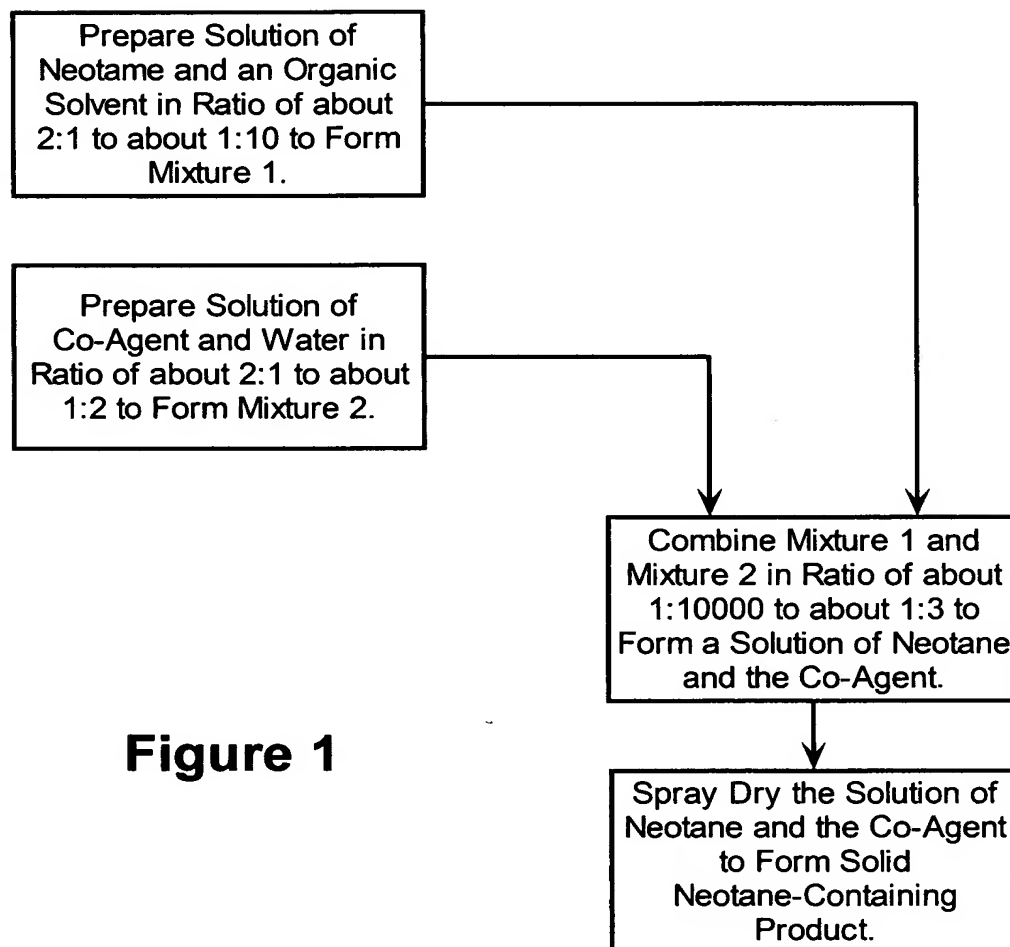 Prepare Solution of
Neotame and an Organic
Solvent in Ratio of about
2:1 to about 1:10 to Form
Mixture 1.
Prepare Solution of
Co-Agent and Water in
Ratio of about 2:1 to about
1:2 to Form Mixture 2.
Combine Mixture 1 and
Mixture 2 in Ratio of about
1:10000 to about 1:3 to
Form a Solution of Neotane
and the Co-Agent.
Figure 1
Spray Dry the Solution of
Neotane and the Co-Agent
to Form Solid
Neotane-Containing
Product.